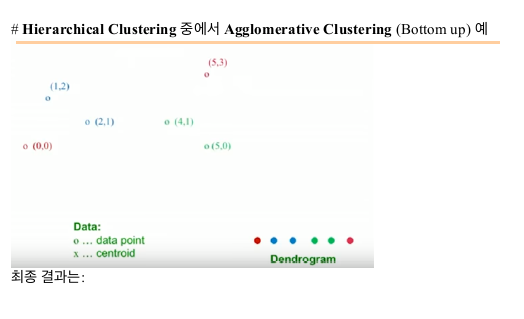 # Hierarchical Clustering 중에서 Agglomerative Clustering (Bottom up) 예
(5,3)
o
(1,2)
o
o (2,1)
o (4,1)
o (0,0)
o (5,0)
Data:
o ... data point
x ... centroid
Dendrogram
최종 결과는: